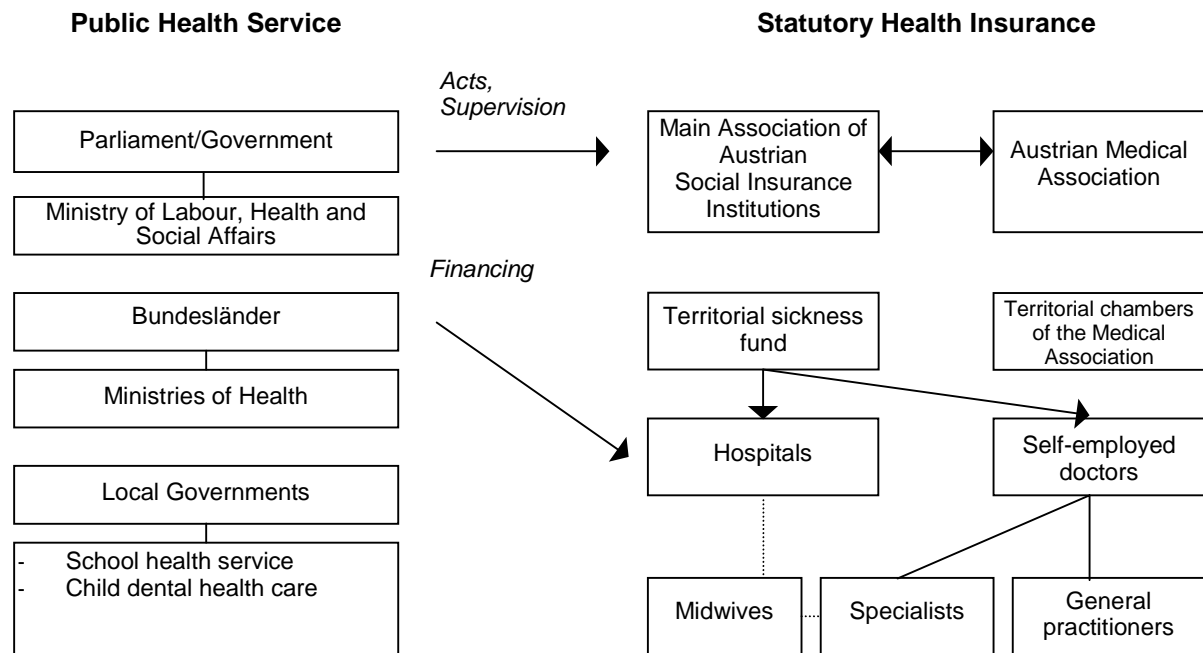 Public Health Service
Statutory Health Insurance
Acts,
Supervision
Parliament/Government
Ministry of Labour, Health and
Social Affairs
Main Association of
Austrian
Social Insurance
Institutions
Austrian Medical
Association
Financing
Bundesländer
Ministries of Health
Territorial sickness
fund
Territorial chambers
of the Medical
Association
Hospitals
Self-employed
doctors
Local Governments
- School health service
- Child dental health care
Midwives
Specialists
General
practitioners